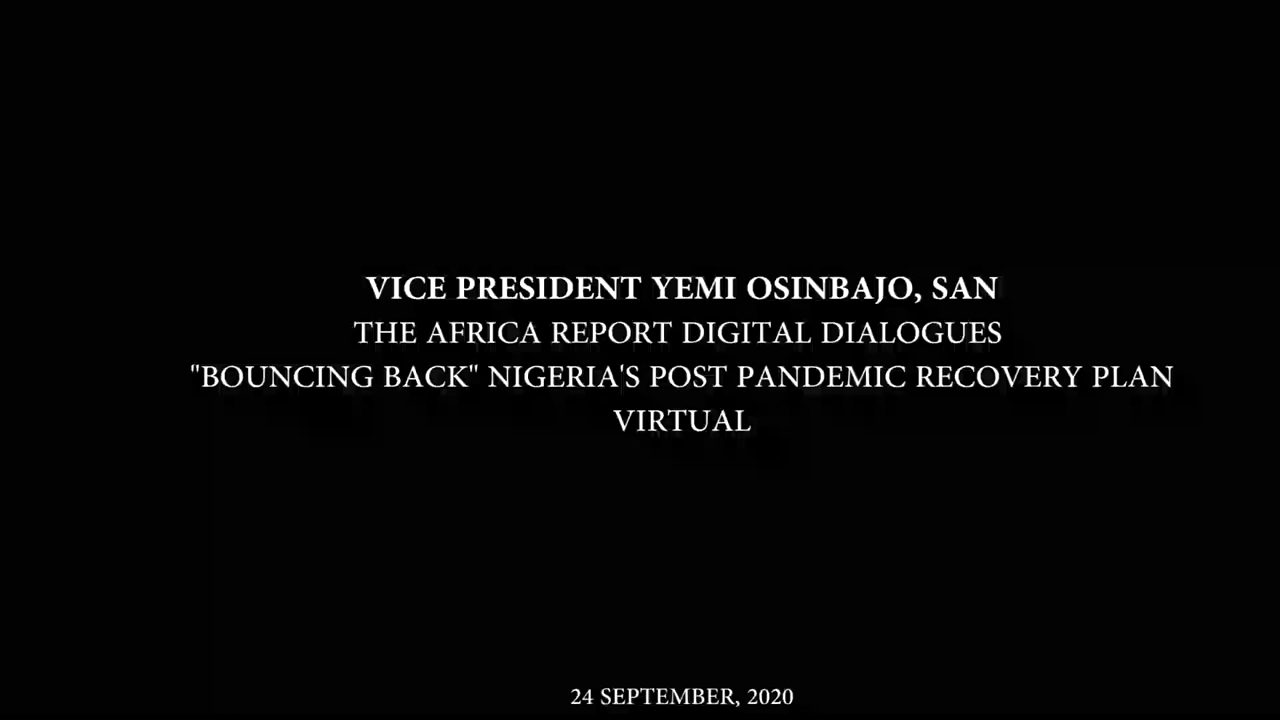 VICE PRESIDENT YEMI OSINBAJO, SAN
THE AFRICA REPORT DIGITAL DIALOGUES
"BOUNCING BACK" NIGERIA'S POST PANDEMIC RECOVERY PLAN
VIRTUAL
24 SEPTEMBER, 2020